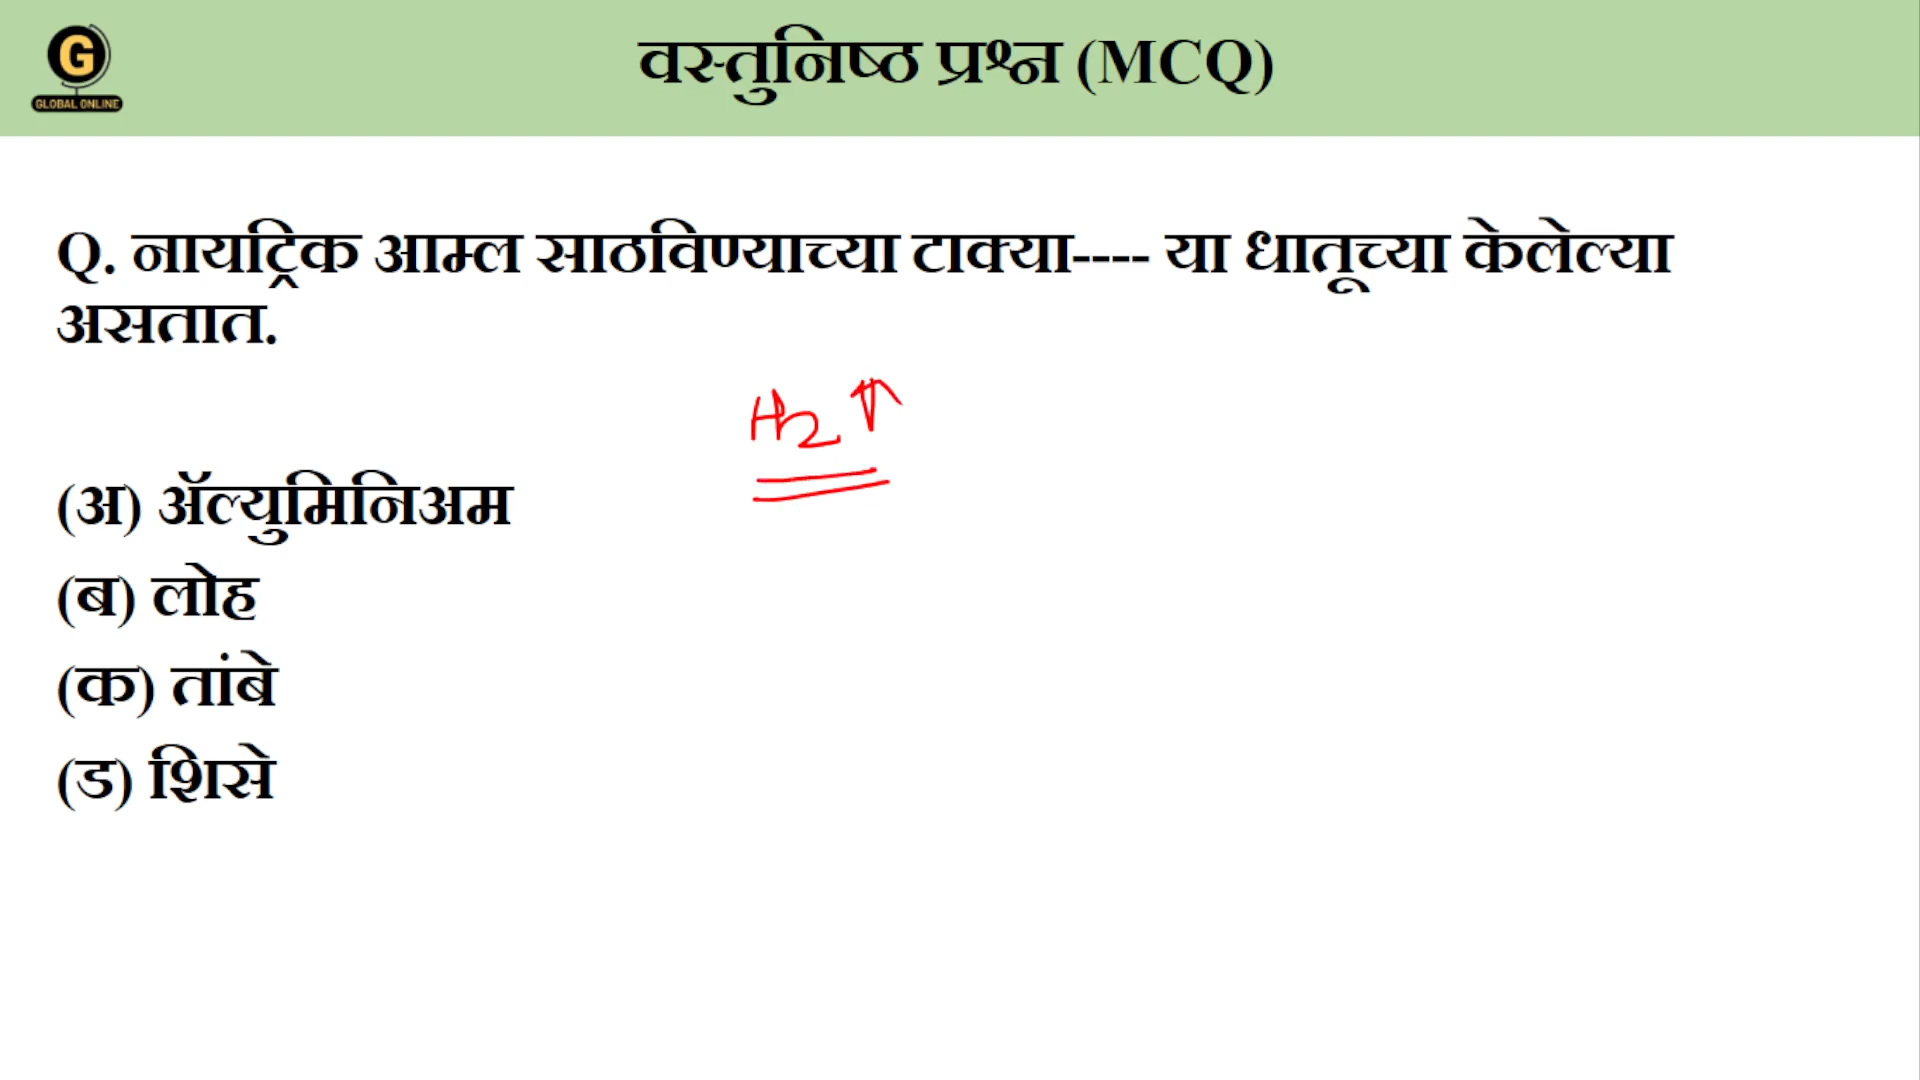 G
GLOBAL ONLINE
वस्तुनिष्ठ प्रश्न (MCQ)
Q. नायट्रिक आम्ल साठविण्याच्या टाक्या---- या धातूच्या केलेल्या
असतात.
H2 ↑
(अ) ॲल्युमिनिअम
(ब) लोह
(क) तांबे
(ड) शिसे